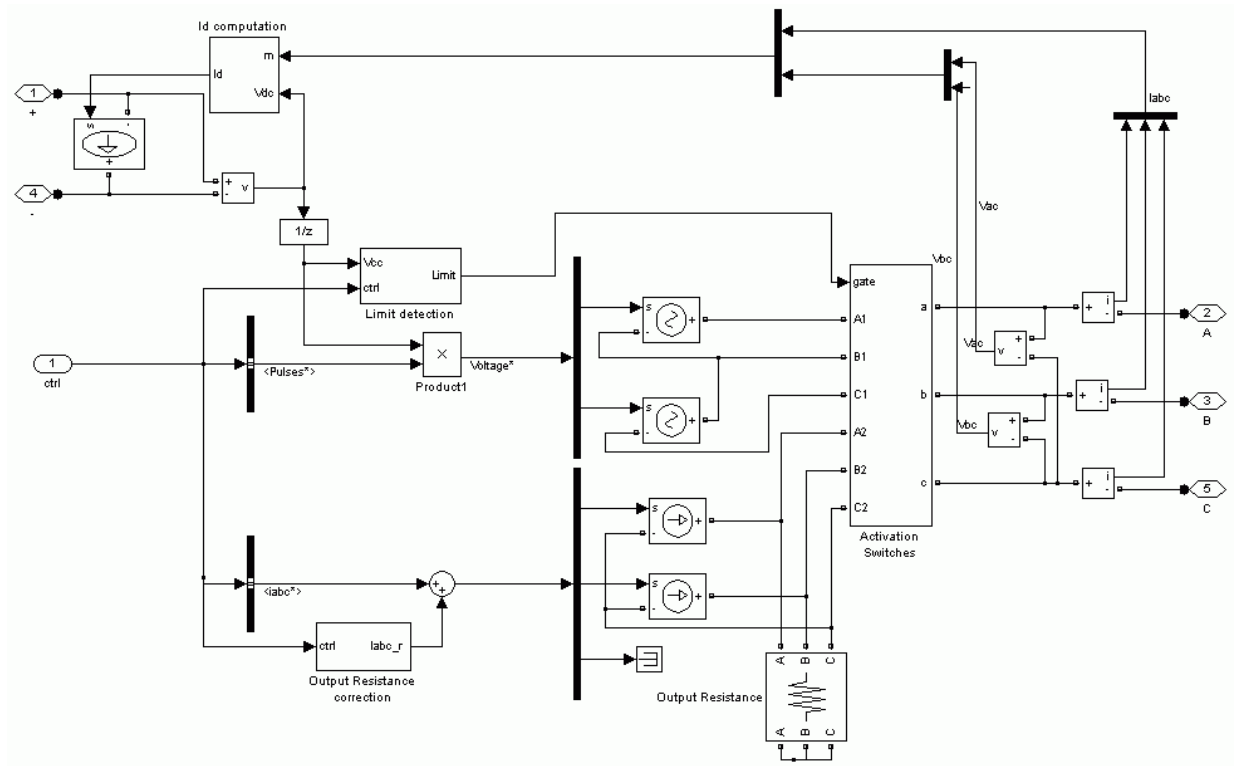 Id computation
m
Id
Vdc
1
+
s
-
+
4
-
+
-
v
1/z
Vcc
ctrl
Limit
Limit detection
1
ctrl
<Pulses*>
×
Product1
Voltage*
s
-
+
s
-
+
gate
A1
B1
C1
A2
B2
C2
a
b
c
Activation
Switches
Iabc
Vac
Vbc
Vac
v
+
-
Vbc
v
+
-
+
i
-
2
A
+
i
-
3
B
+
i
-
5
C
<iabc*>
+
+
ctrl
Iabc_r
Output Resistance
correction
s
-
+
s
-
+
Output Resistance
A
B
C
A
B
C